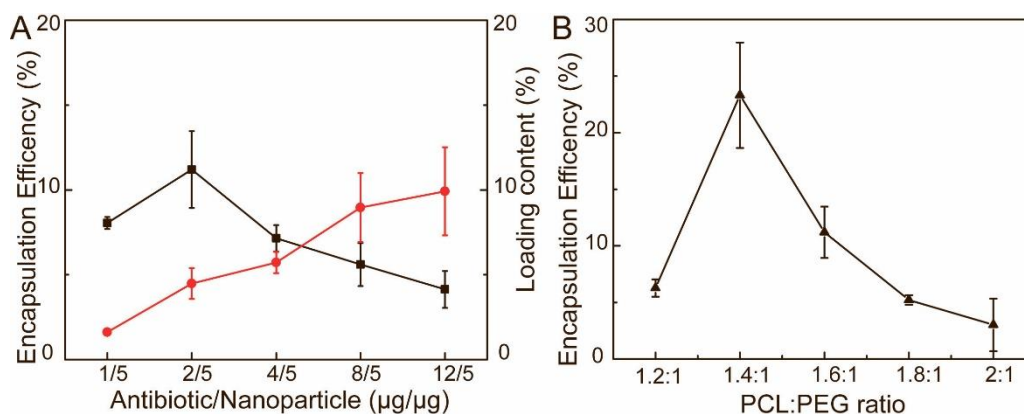 A
Encapsulation Efficency (%)
20
10
0
1/5 2/5 4/5 8/5 12/5
Antibiotic/Nanoparticle (μg/μg)
20
10
0
Loading content (%)
B
Encapsulation Efficency (%)
30
20
10
0
1.2:1 1.4:1 1.6:1 1.8:1 2:1
PCL:PEG ratio